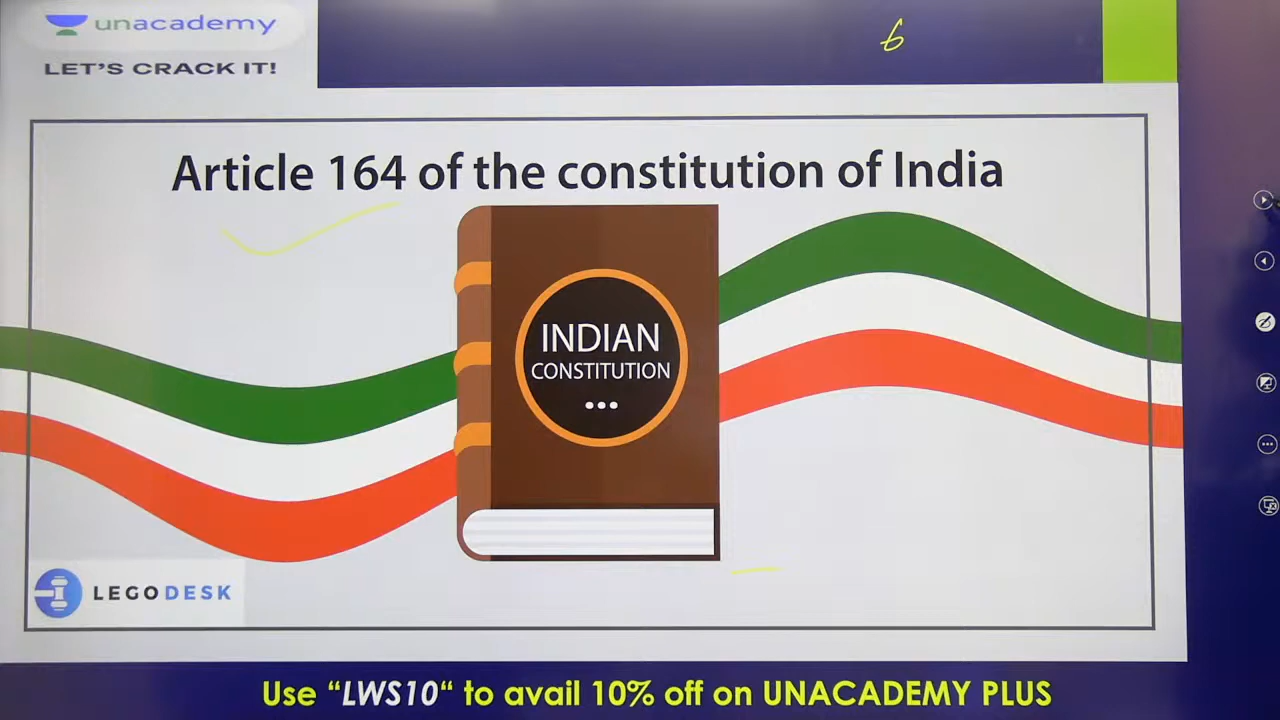 unacademy
LET'S CRACK IT!
6
Article 164 of the constitution of India
INDIAN
CONSTITUTION
LEGODESK
Use “LWS10“ to avail 10% off on UNACADEMY PLUS